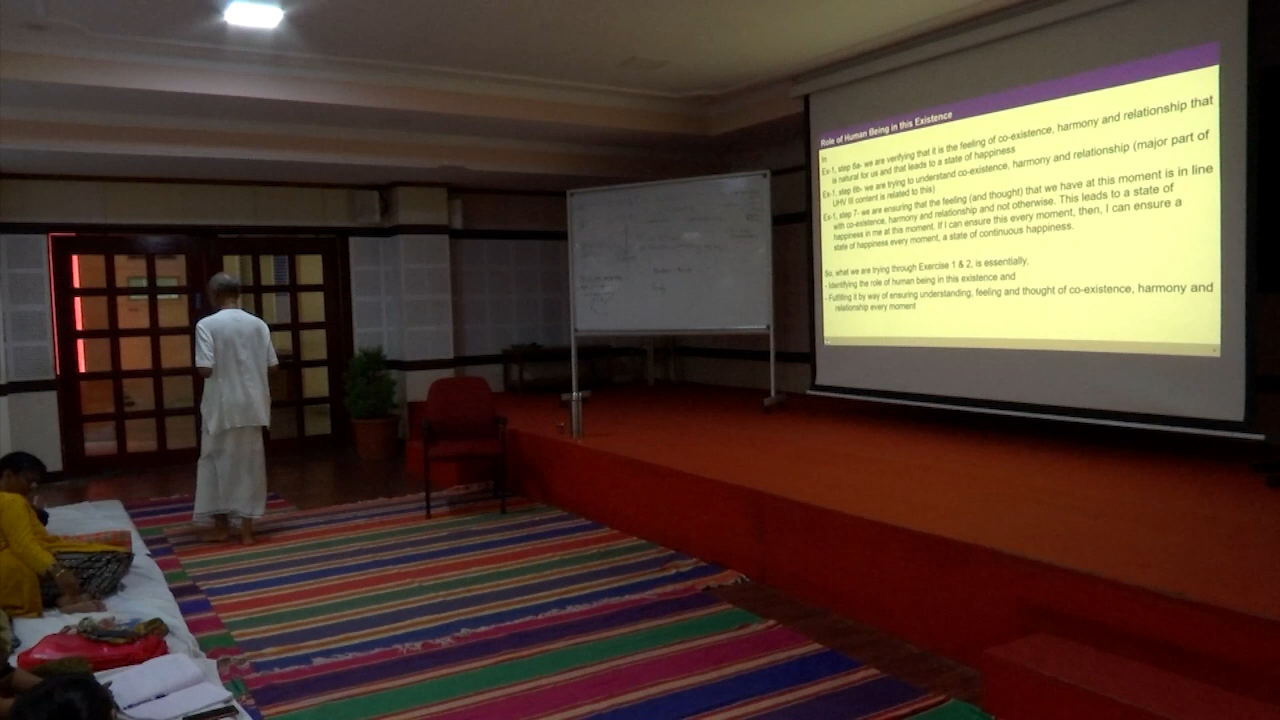 Role of Human Being in this Existence
In
Ex-1, step 6a- we are verifying that it is the feeling of co-existence, harmony and relationship that
is natural for us and that leads to a state of happiness
Ex-1, step 6b- we are trying to understand co-existence, harmony and relationship (major part of
UHV III content is related to this)
Ex-1, step 7- we are ensuring that the feeling (and thought) that we have at this moment is in line
with co-existence, harmony and relationship and not otherwise. This leads to a state of
happiness in me at this moment. If I can ensure this every moment, then, I can ensure a
state of happiness every moment, a state of continuous happiness.
So, what we are trying through Exercise 1 & 2, is essentially,
- Identifying the role of human being in this existence and
- Fulfilling it by way of ensuring understanding, feeling and thought of co-existence, harmony and
relationship every moment